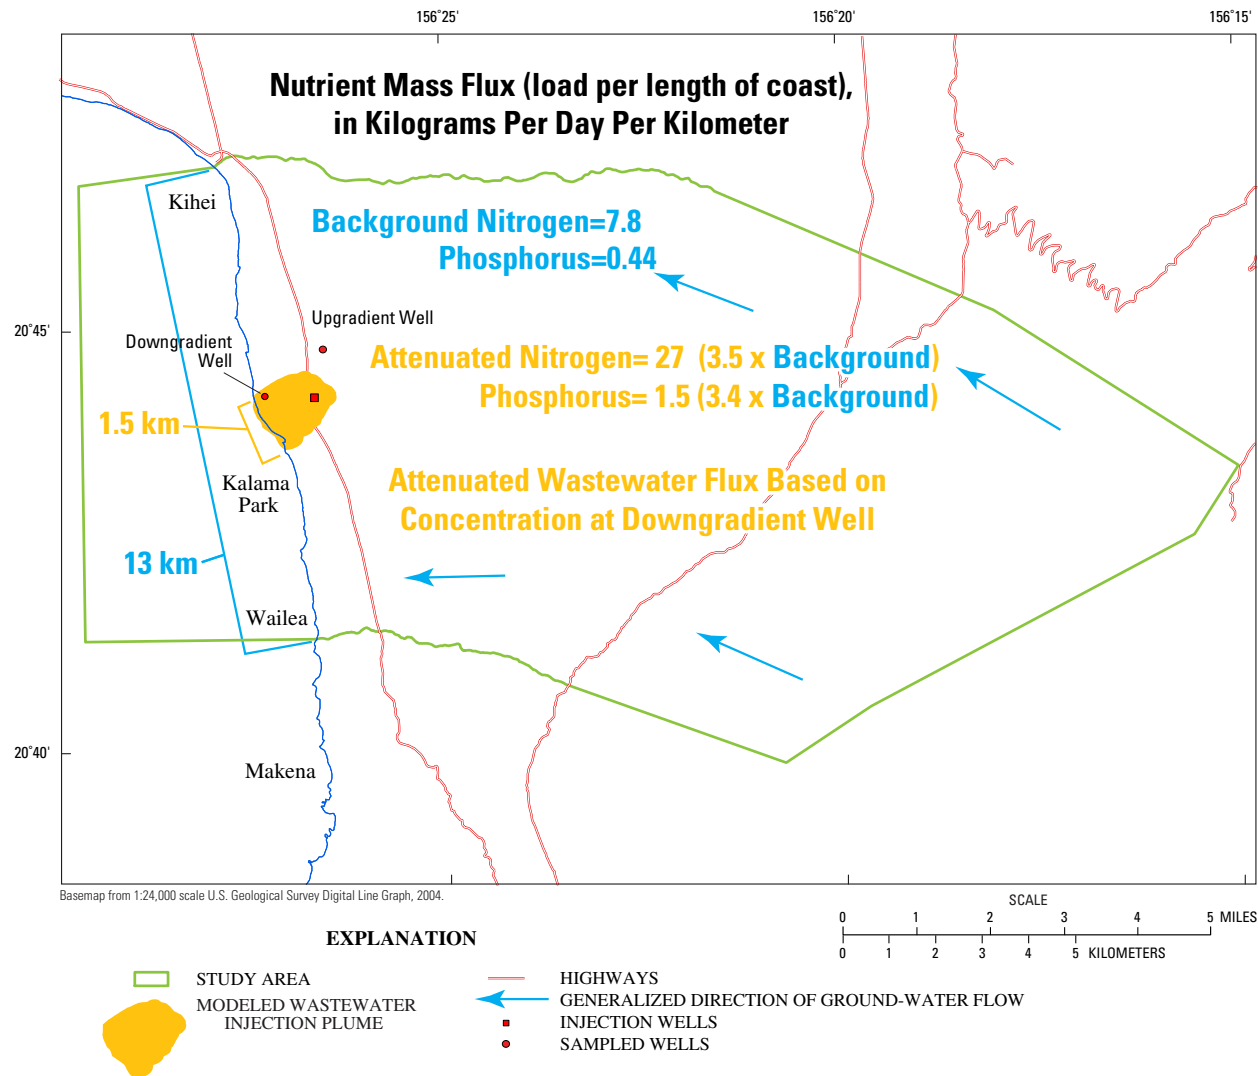 156°25'
156°20'
156°15'
Nutrient Mass Flux (load per length of coast),
in Kilograms Per Day Per Kilometer
Kihei
Background Nitrogen=7.8
Phosphorus=0.44
20°45'
Upgradient Well
Downgradient
Well
Attenuated Nitrogen= 27 (3.5 x Background)
Phosphorus= 1.5 (3.4 x Background)
1.5 km
Kalama
Park
Attenuated Wastewater Flux Based on
Concentration at Downgradient Well
13 km
Wailea
20°40'
Makena
Basemap from 1:24,000 scale U.S. Geological Survey Digital Line Graph, 2004.
SCALE
0 1 2 3 4 5 MILES
0 1 2 3 4 5 KILOMETERS
EXPLANATION
STUDY AREA
MODELED WASTEWATER
INJECTION PLUME
HIGHWAYS
GENERALIZED DIRECTION OF GROUND-WATER FLOW
INJECTION WELLS
SAMPLED WELLS